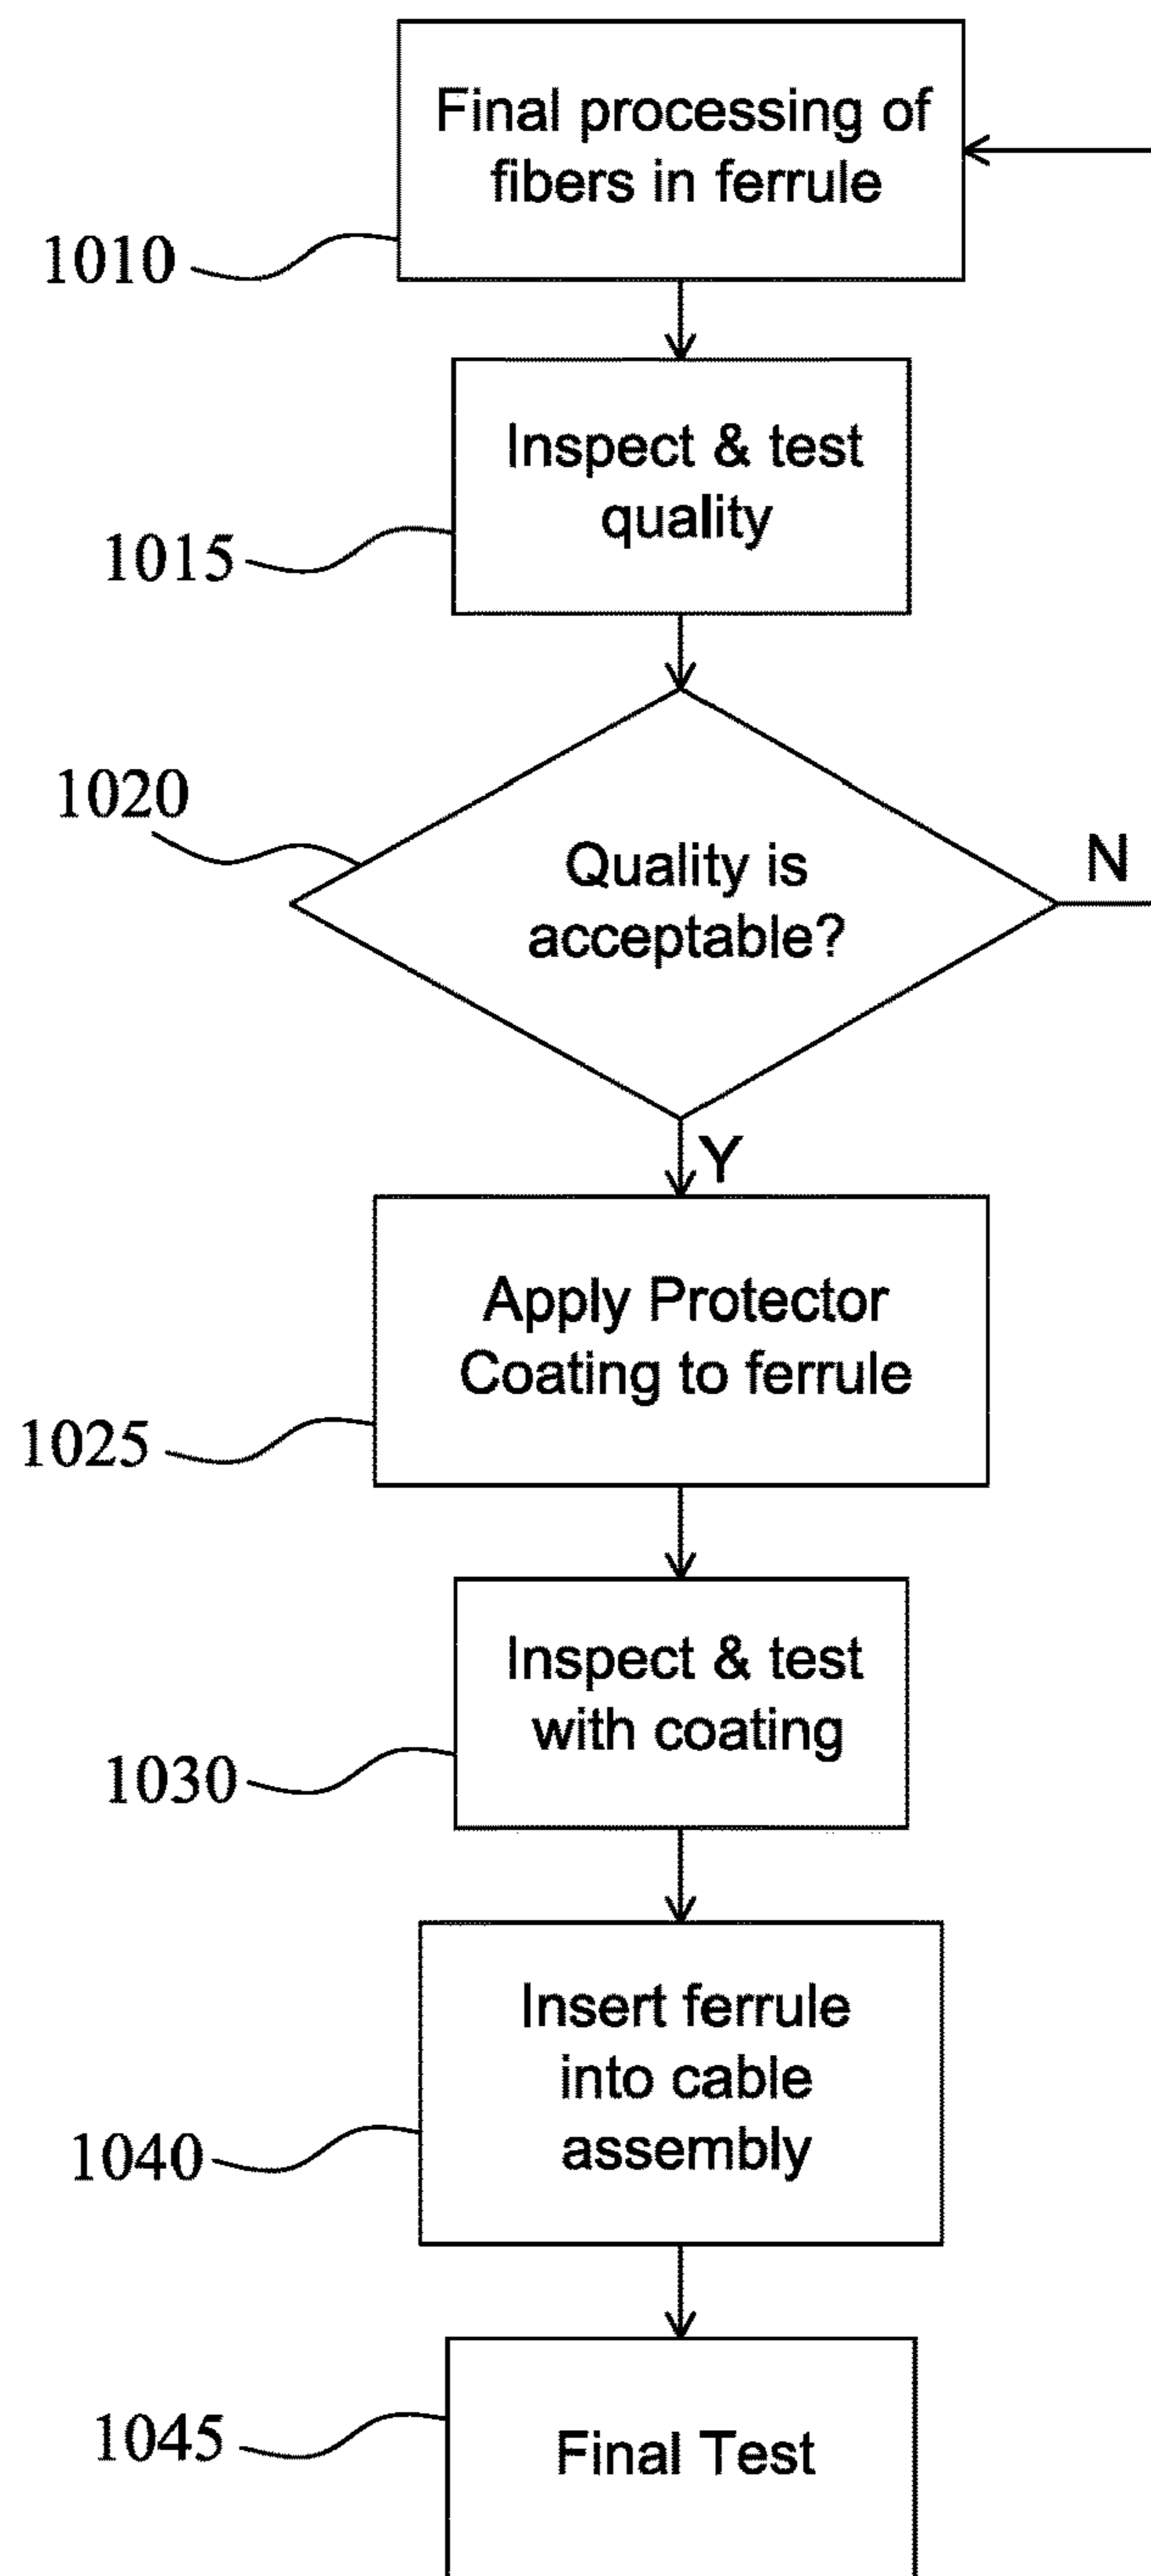 Final processing of
fibers in ferrule
1010
Inspect & test
quality
1015
1020
Quality is
acceptable?
N
Y
Apply Protector
Coating to ferrule
1025
Inspect & test
with coating
1030
Insert ferrule
into cable
assembly
1040
1045
Final Test